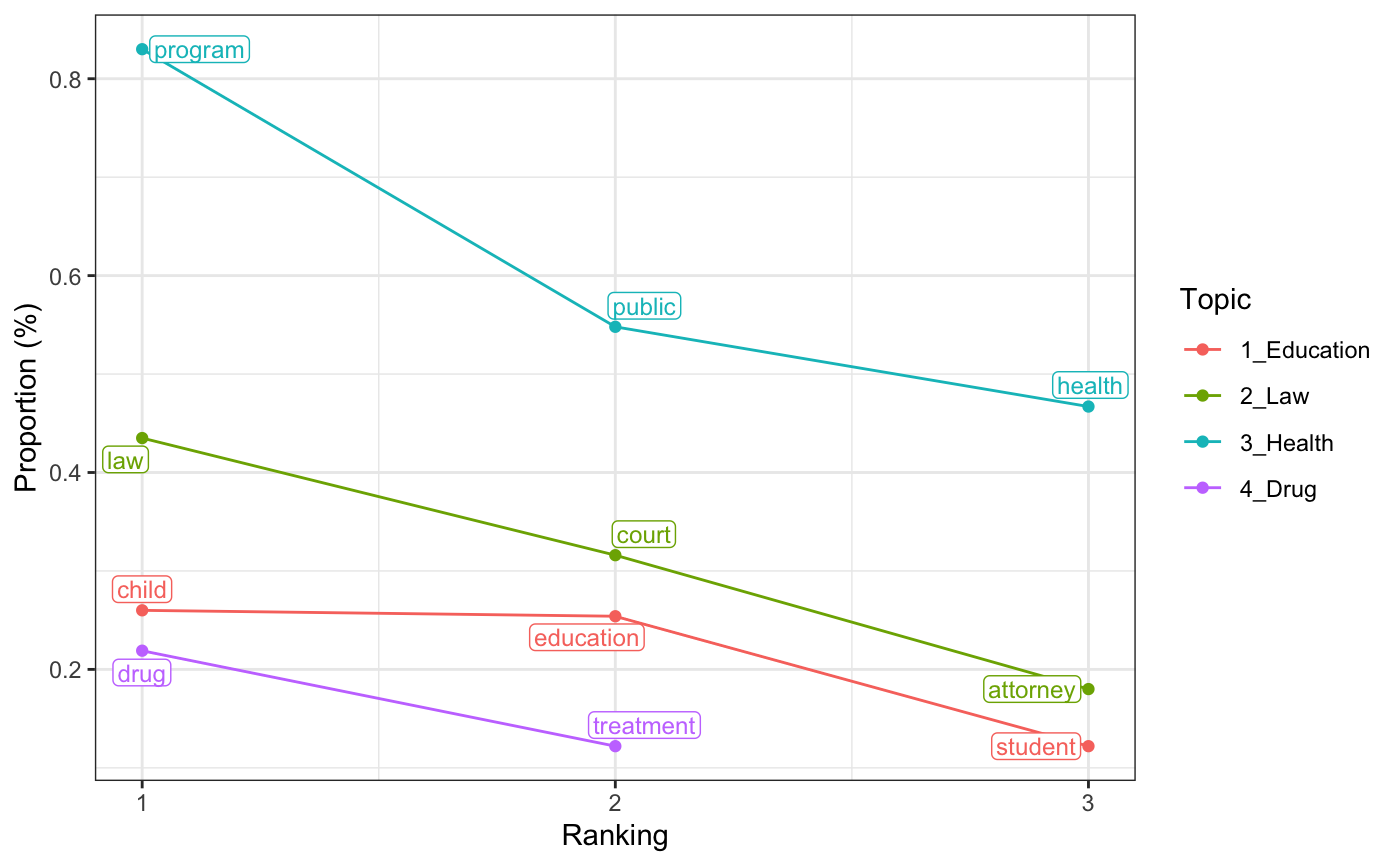 program
0.8
public
0.6
health
law
0.4
court
child
education
0.2
drug
attorney
treatment
student
1
2
3
Ranking
Proportion (%)
Topic
1_Education
2_Law
3_Health
4_Drug